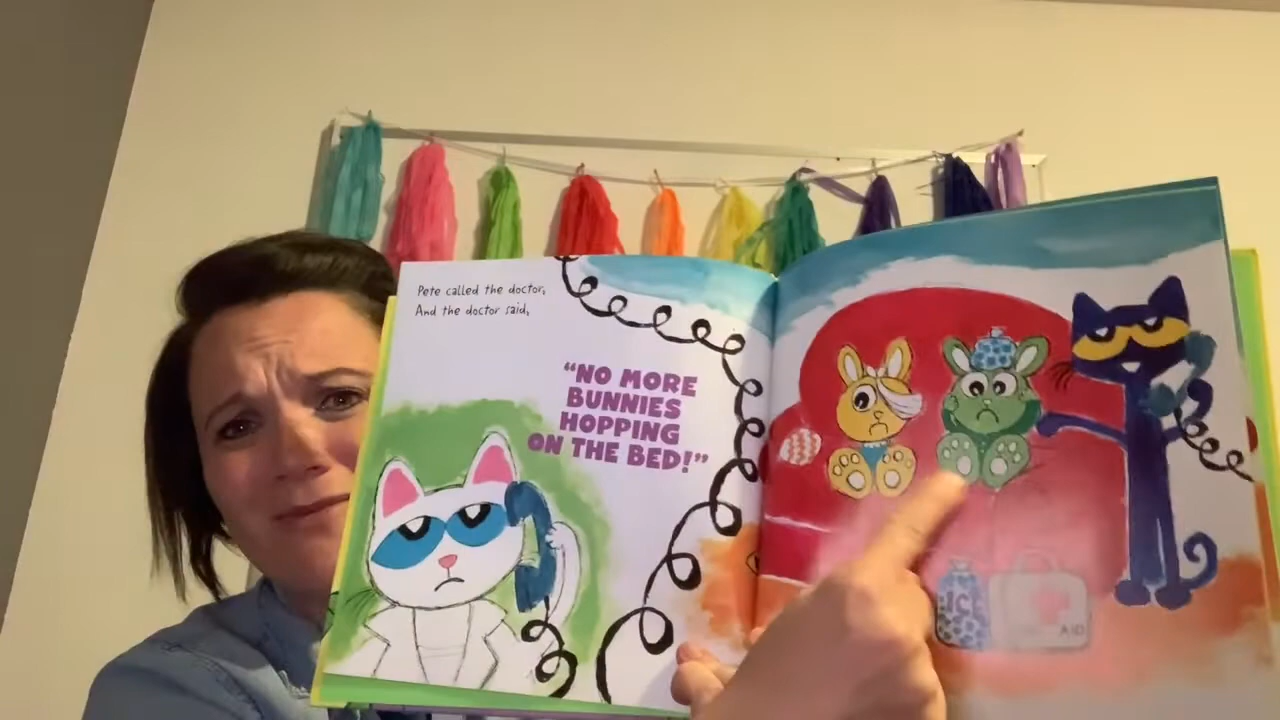 Pete called the doctor,
And the doctor said,
"NO MORE
BUNNIES
HOPPING
ON THE BED!"
ICE
AID